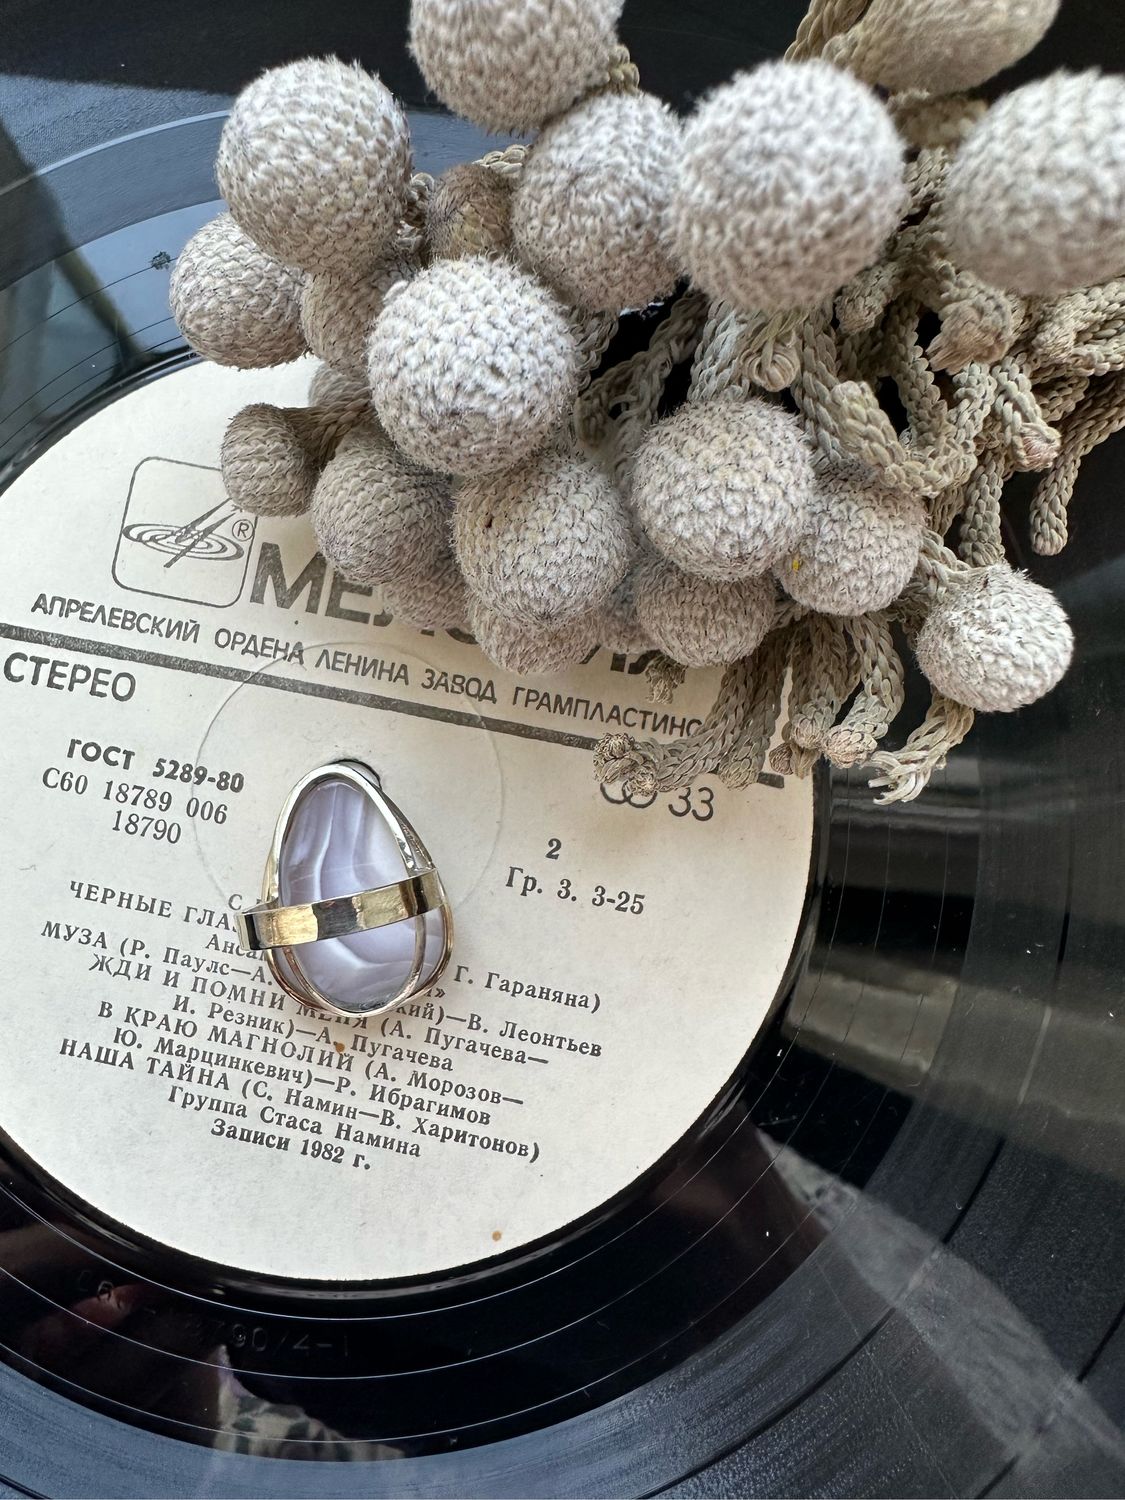 ®
АПРЕЛЕВСКИЙ ОРДЕНА ЛЕНИНА ЗАВОД
СТЕРЕО
33
ГОСТ 5289-80
С60 18789 006
18790
2
Гр. 3. 3-25
ЧЕРНЫЕ
Г. Гараняна)
МУЗА (Р. Паулс—А. В. Леонтьев
ЖДИ И ПОМНИ МЕНЯ (А. Пугачева—
И. Резник)—А. Пугачева
В КРАЮ МАГНОЛИЙ (А. Морозов—
Ю. Марцинкевич)—Р. Ибрагимов
НАША ТАЙНА (С. Намин—В. Харитонов)
Группа Стаса Намина
Записи 1982 г.